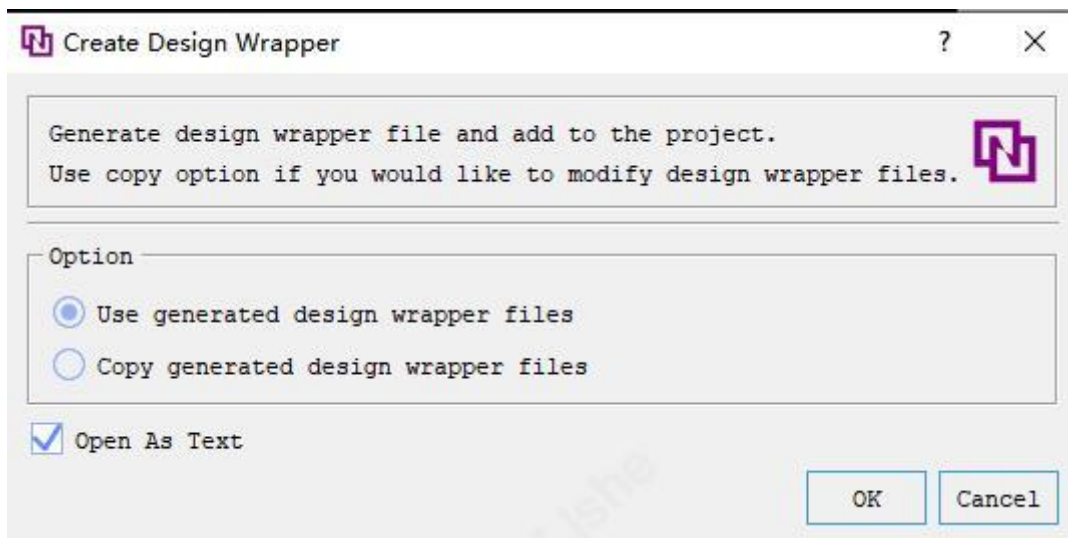 Create Design Wrapper
Generate design wrapper file and add to the project.
Use copy option if you would like to modify design wrapper files.
Option
Use generated design wrapper files
Copy generated design wrapper files
Open As Text
OK Cancel